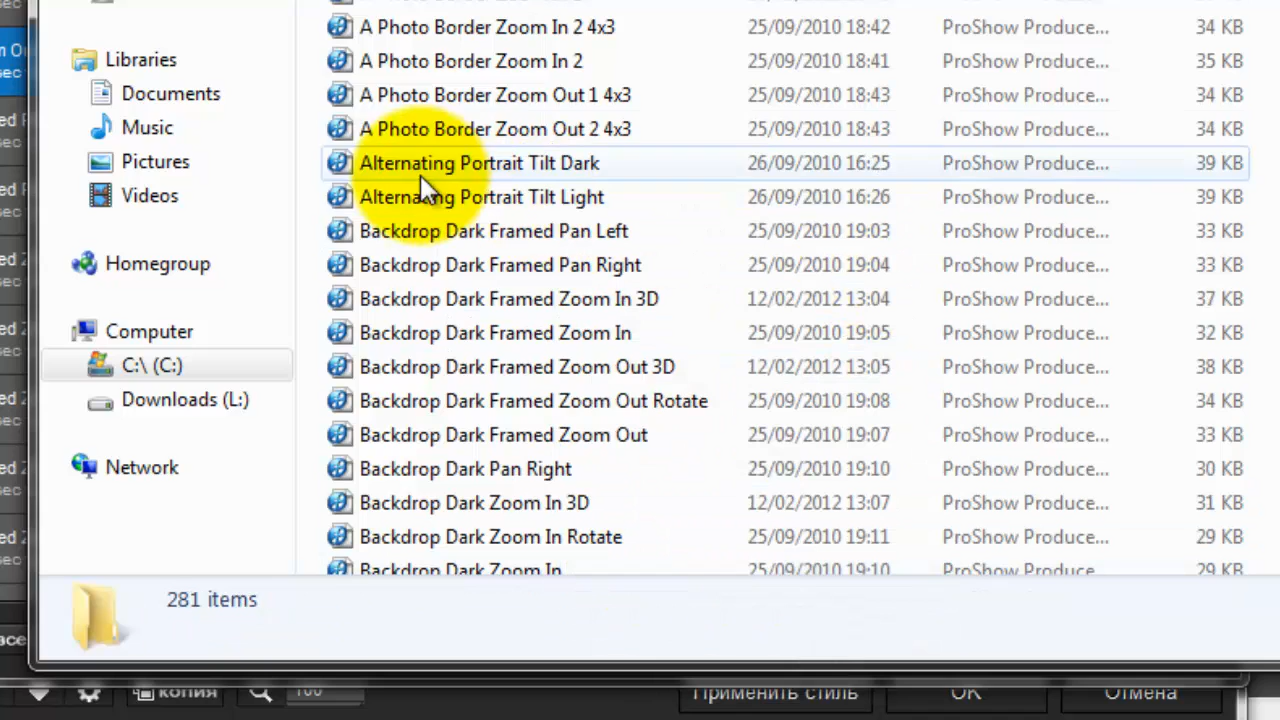 Libraries
Documents
Music
Pictures
Videos
Homegroup
Computer
C:\ (C:)
Downloads (L:)
Network
A Photo Border Zoom In 2 4x3 25/09/2010 18:42 ProShow Produce... 34 KB
A Photo Border Zoom In 2 25/09/2010 18:41 ProShow Produce... 35 KB
A Photo Border Zoom Out 1 4x3 25/09/2010 18:43 ProShow Produce... 34 KB
A Photo Border Zoom Out 2 4x3 25/09/2010 18:43 ProShow Produce... 34 KB
Alternating Portrait Tilt Dark 26/09/2010 16:25 ProShow Produce... 39 KB
Alternating Portrait Tilt Light 26/09/2010 16:26 ProShow Produce... 39 KB
Backdrop Dark Framed Pan Left 25/09/2010 19:03 ProShow Produce... 33 KB
Backdrop Dark Framed Pan Right 25/09/2010 19:04 ProShow Produce... 33 KB
Backdrop Dark Framed Zoom In 3D 12/02/2012 13:04 ProShow Produce... 37 KB
Backdrop Dark Framed Zoom In 25/09/2010 19:05 ProShow Produce... 32 KB
Backdrop Dark Framed Zoom Out 3D 12/02/2012 13:05 ProShow Produce... 38 KB
Backdrop Dark Framed Zoom Out Rotate 25/09/2010 19:08 ProShow Produce... 34 KB
Backdrop Dark Framed Zoom Out 25/09/2010 19:07 ProShow Produce... 33 KB
Backdrop Dark Pan Right 25/09/2010 19:10 ProShow Produce... 30 KB
Backdrop Dark Zoom In 3D 12/02/2012 13:07 ProShow Produce... 31 KB
Backdrop Dark Zoom In Rotate 25/09/2010 19:11 ProShow Produce... 29 KB
Backdrop Dark Zoom In 25/09/2010 19:10 ProShow Produce... 29 KB
281 items
копия 100 Применить стиль OK Отмена